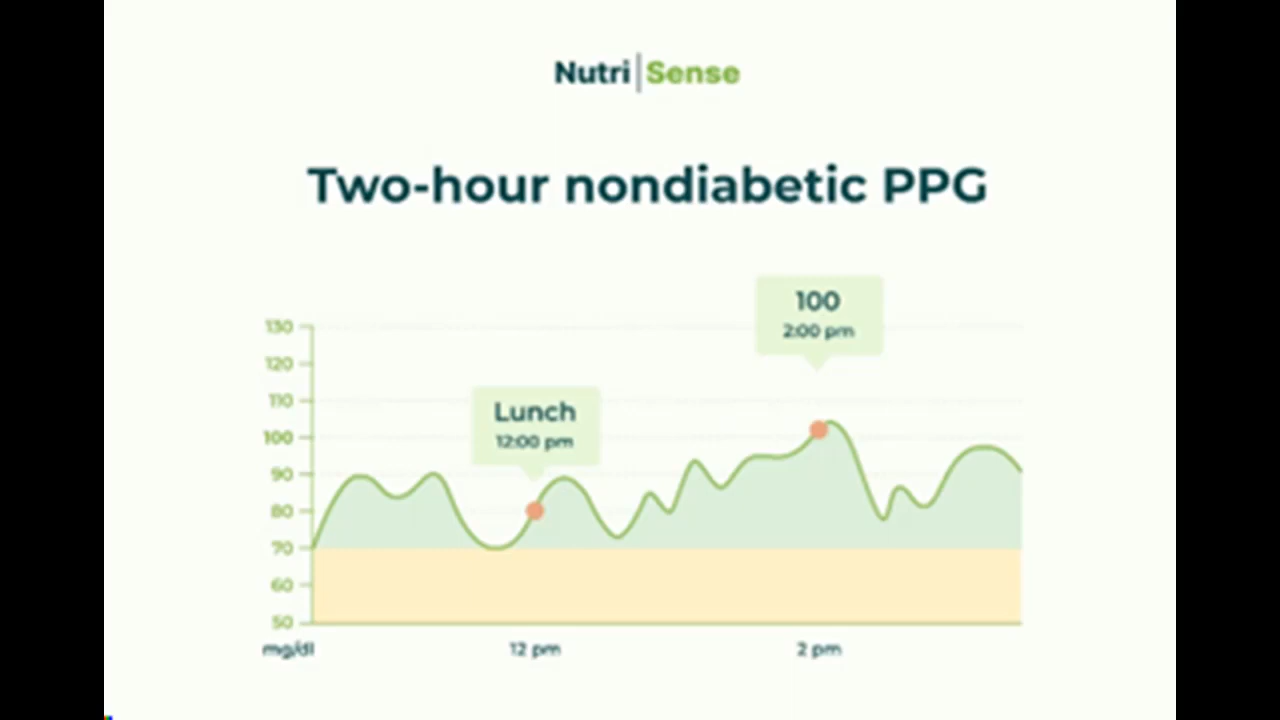 Nutri|Sense
Two-hour nondiabetic PPG
100
2:00 pm
130
120
110
Lunch
100
12:00 pm
90
80
70
60
50
mg/dl
12 pm
2 pm